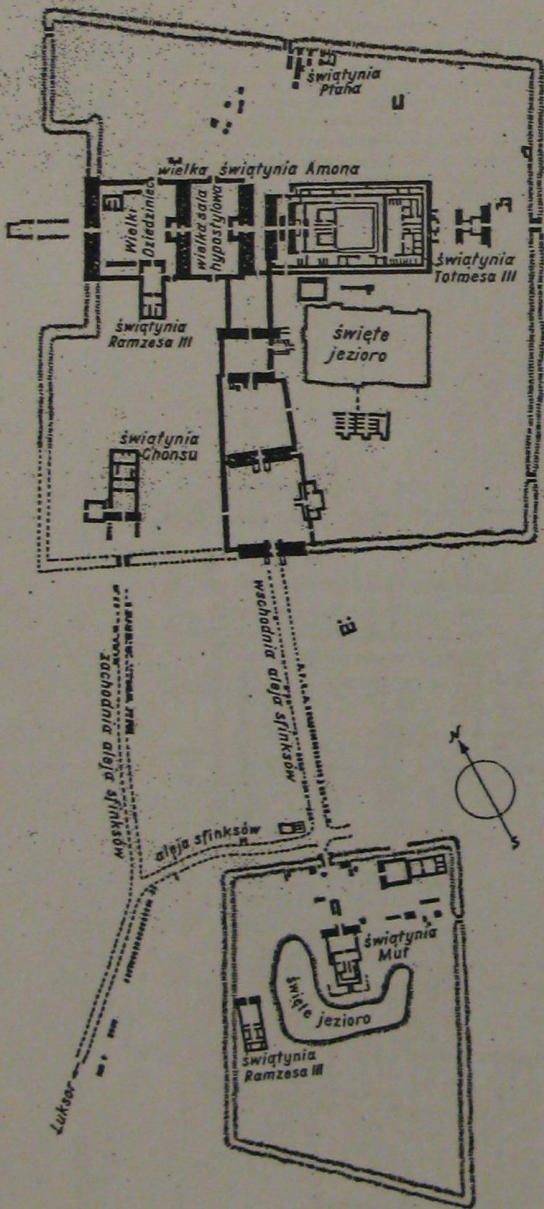 świątynia
Ptaha
wielka świątynia Amona
Wielki
Dziedziniec
wielka sala
hypostylowa
świątynia
Totmesa III
świątynia
Ramzesa III
święte
jezioro
świątynia
Chonsu
zachodnia aleja sfinksów
wschodnia aleja sfinksów
N
S
aleja sfinksów
świątynia
Mut
święte jezioro
świątynia
Ramzesa III
Luksor